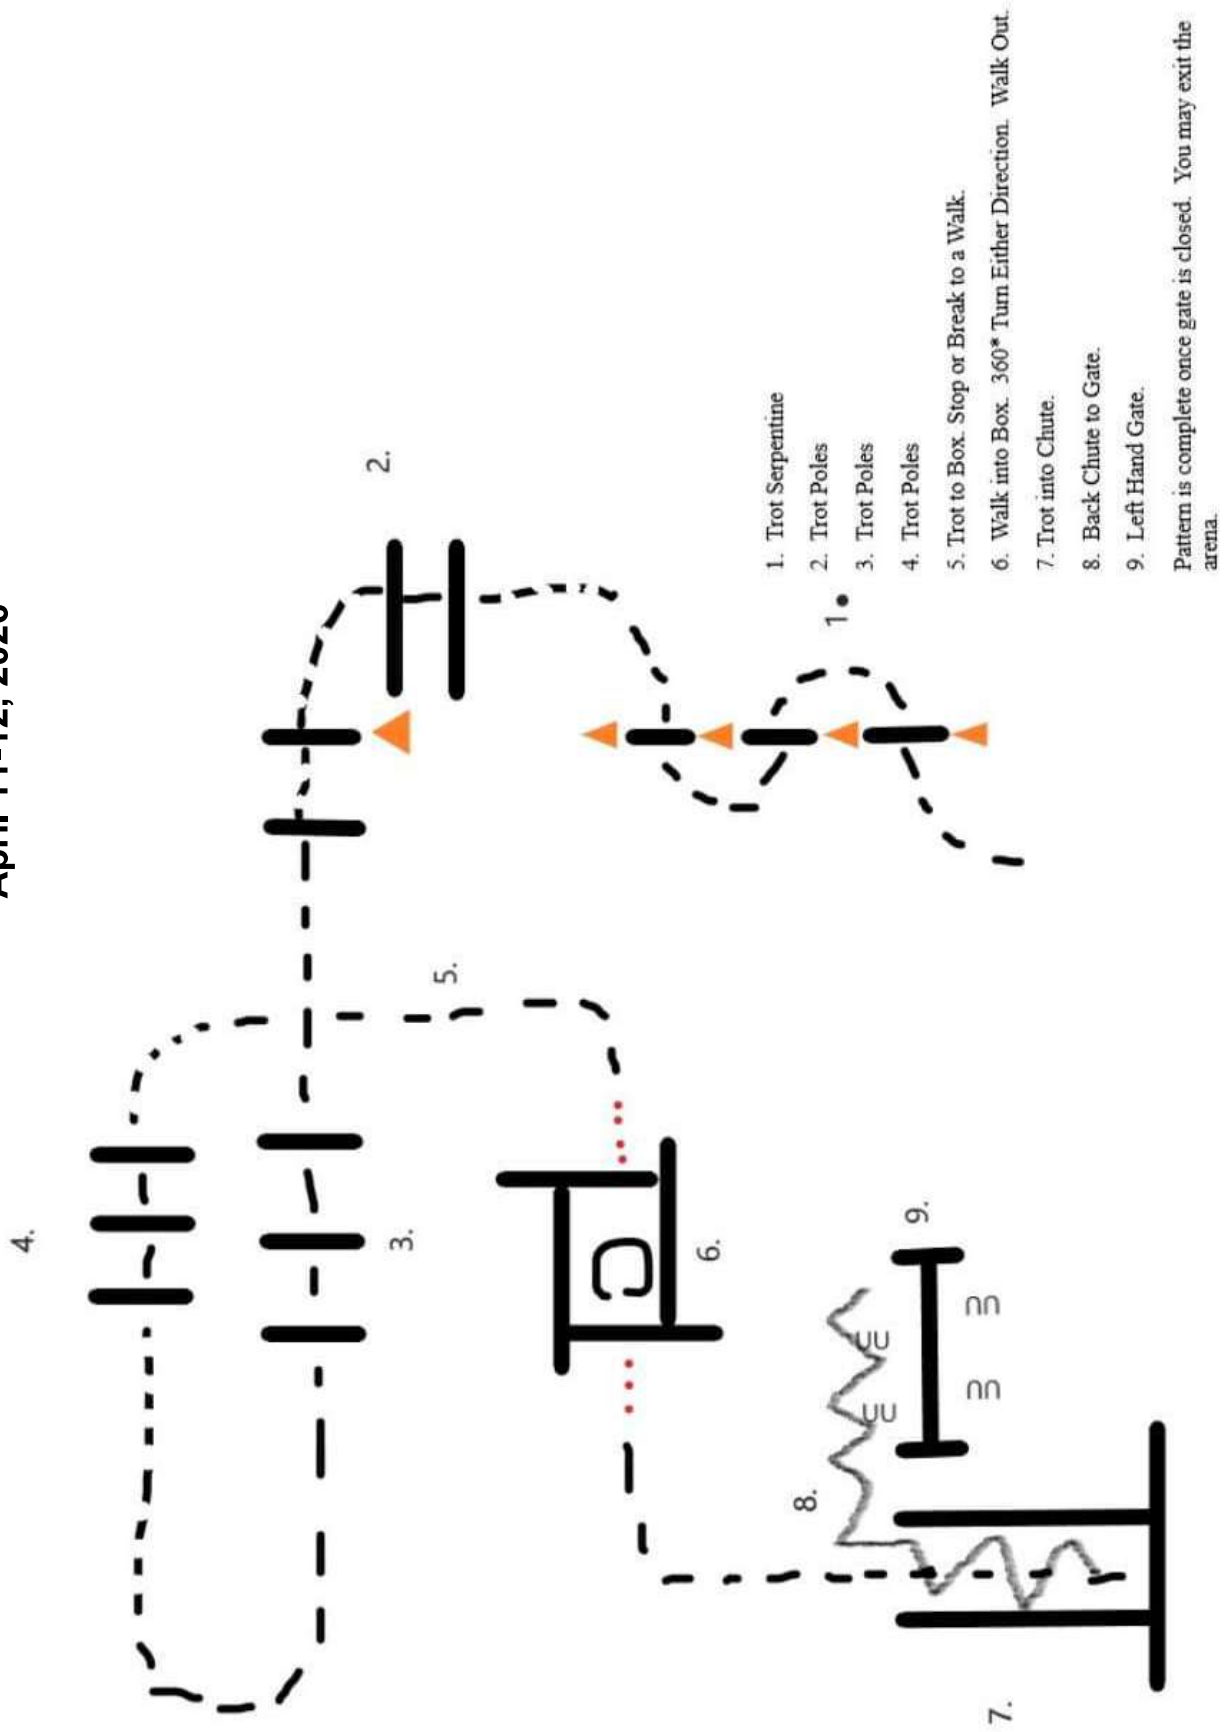 April 11-12,
4.
2.
3.
5.
6.
8.
1.
9.
7.
1. Trot Serpentine
2. Trot Poles
3. Trot Poles
4. Trot Poles
5. Trot to Box. Stop or Break to a Walk.
6. Walk into Box. 360* Turn Either Direction. Walk Out.
7. Trot into Chute.
8. Back Chute to Gate.
9. Left Hand Gate.
Pattern is complete once gate is closed. You may exit the
arena.